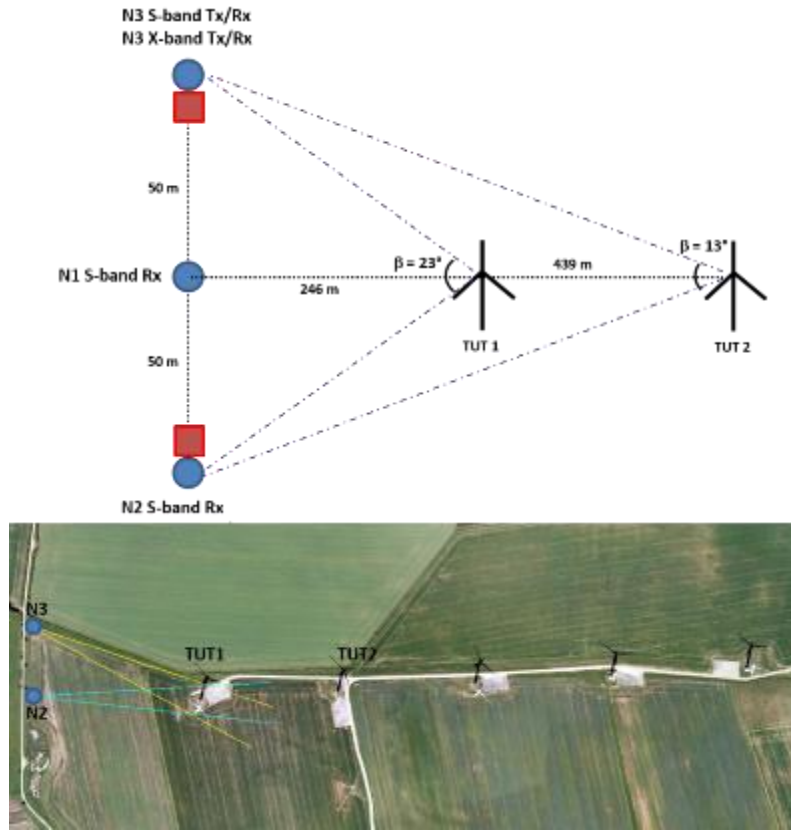 N3 S-band Tx/Rx
N3 X-band Tx/Rx
50 m
N1 S-band Rx
β = 23°
246 m
439 m
β = 13°
TUT 1
TUT 2
50 m
N2 S-band Rx
N3
TUT1
TUT2
N2